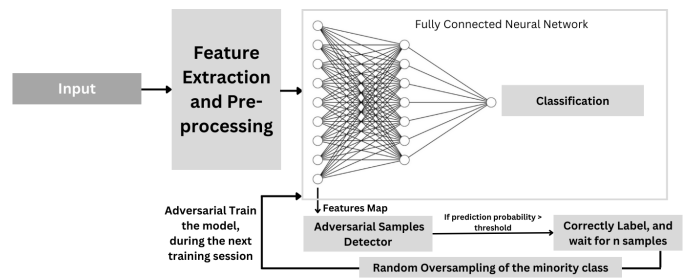 Fully Connected Neural Network
Feature
Extraction
and Pre-
processing
Input
Classification
Features Map
Adversarial Train
the model,
during the next
training session
Adversarial Samples
Detector
If prediction probability >
threshold
Correctly Label, and
wait for n samples
Random Oversampling of the minority class